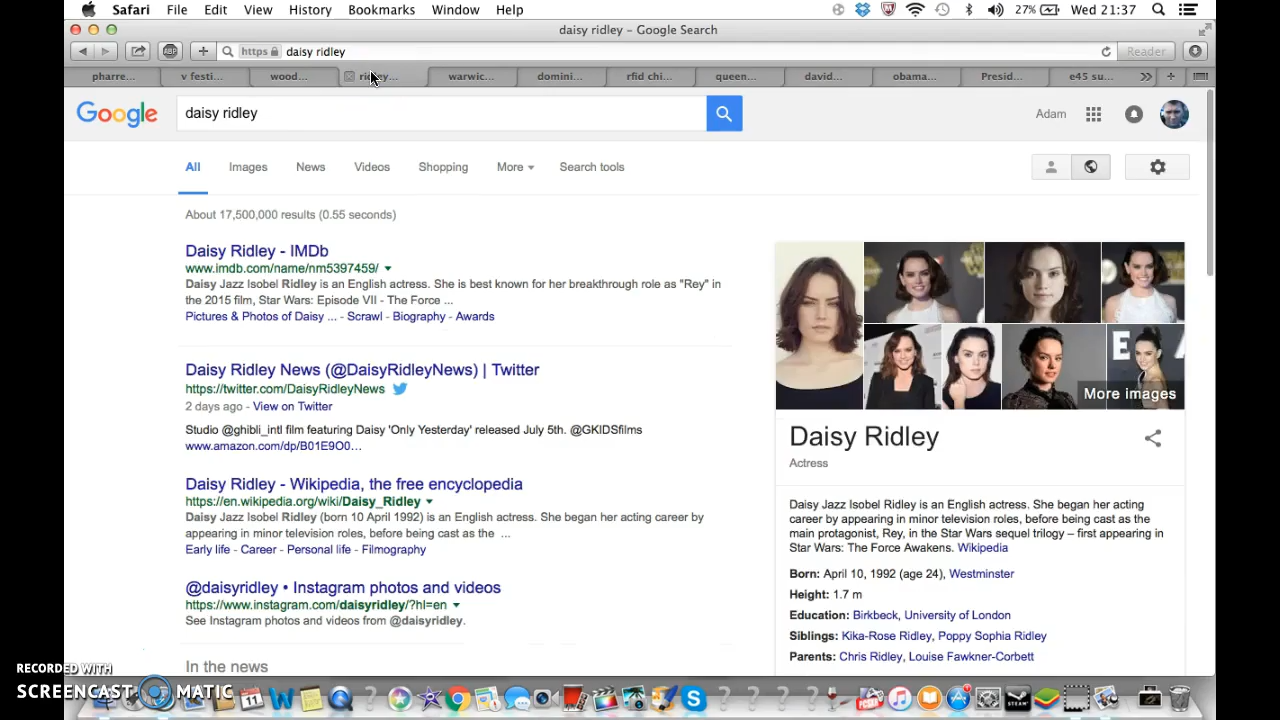 Safari File Edit View History Bookmarks Window Help 27% Wed 21:37
daisy ridley – Google Search
https daisy ridley Reader
pharre... v festi... wood... warwic... domini... rfid chi... queen... david... obama... Presid... e45 su...
Google daisy ridley Adam
All Images News Videos Shopping More Search tools
About 17,500,000 results (0.55 seconds)
Daisy Ridley - IMDb
www.imdb.com/name/nm5397459/
Daisy Jazz Isobel Ridley is an English actress. She is best known for her breakthrough role as "Rey" in
the 2015 film, Star Wars: Episode VII - The Force ...
Pictures & Photos of Daisy ... - Scrawl - Biography - Awards
Daisy Ridley News (@DaisyRidleyNews) | Twitter
https://twitter.com/DaisyRidleyNews
2 days ago - View on Twitter
Studio @ghibli_intl film featuring Daisy 'Only Yesterday' released July 5th. @GKIDSfilms
www.amazon.com/dp/B01E9O0...
Daisy Ridley - Wikipedia, the free encyclopedia
https://en.wikipedia.org/wiki/Daisy_Ridley
Daisy Jazz Isobel Ridley (born 10 April 1992) is an English actress. She began her acting career by
appearing in minor television roles, before being cast as the ...
Early life - Career - Personal life - Filmography
@daisyridley • Instagram photos and videos
https://www.instagram.com/daisyridley/?hl=en
See Instagram photos and videos from @daisyridley.
In the news
More images
Daisy Ridley
Actress
Daisy Jazz Isobel Ridley is an English actress. She began her acting
career by appearing in minor television roles, before being cast as the
main protagonist, Rey, in the Star Wars sequel trilogy – first appearing in
Star Wars: The Force Awakens. Wikipedia
Born: April 10, 1992 (age 24), Westminster
Height: 1.7 m
Education: Birkbeck, University of London
Siblings: Kika-Rose Ridley, Poppy Sophia Ridley
Parents: Chris Ridley, Louise Fawkner-Corbett
RECORDED WITH
SCREENCAST MATIC